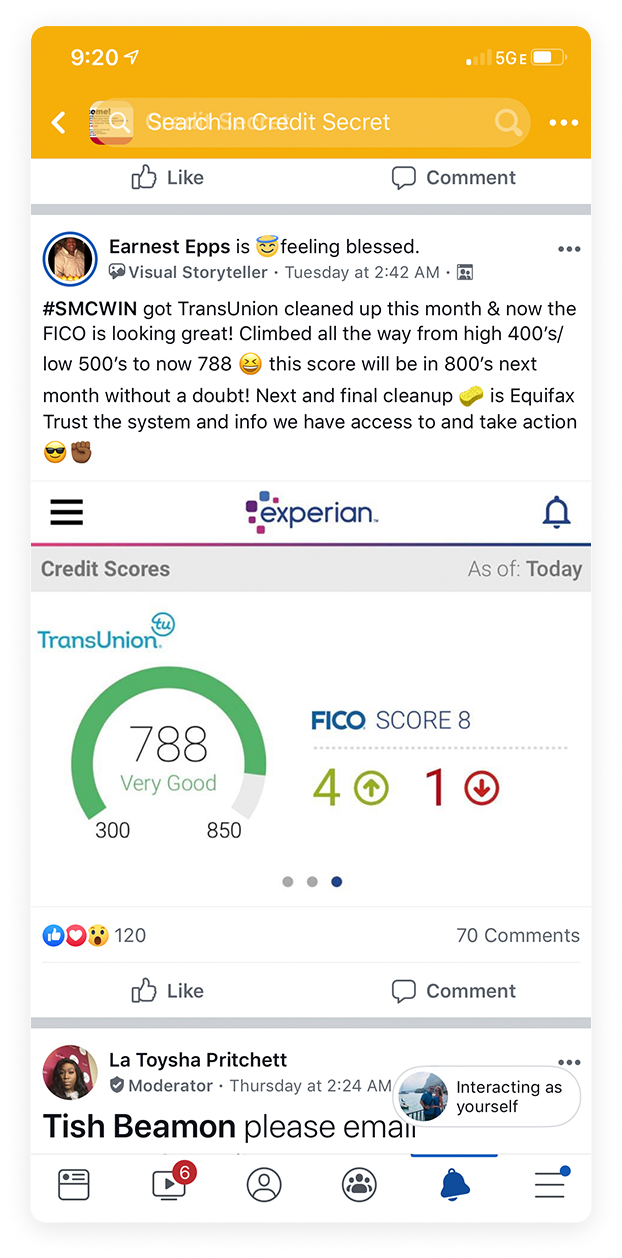 9:20
5GE
Search in Credit Secret
Like Comment
Earnest Epps is 😇 feeling blessed.
Visual Storyteller · Tuesday at 2:42 AM ·
#SMCWIN got TransUnion cleaned up this month & now the
FICO is looking great! Climbed all the way from high 400's/
low 500's to now 788 😆 this score will be in 800's next
month without a doubt! Next and final cleanup 🧽 is Equifax
Trust the system and info we have access to and take action
😎✊🏾
experian™
Credit Scores As of: Today
tu
TransUnion®
788
Very Good
300 850
FICO SCORE 8
4 1
120 70 Comments
Like Comment
La Toysha Pritchett
Moderator · Thursday at 2:24 AM
Interacting as
yourself
Tish Beamon please email
6